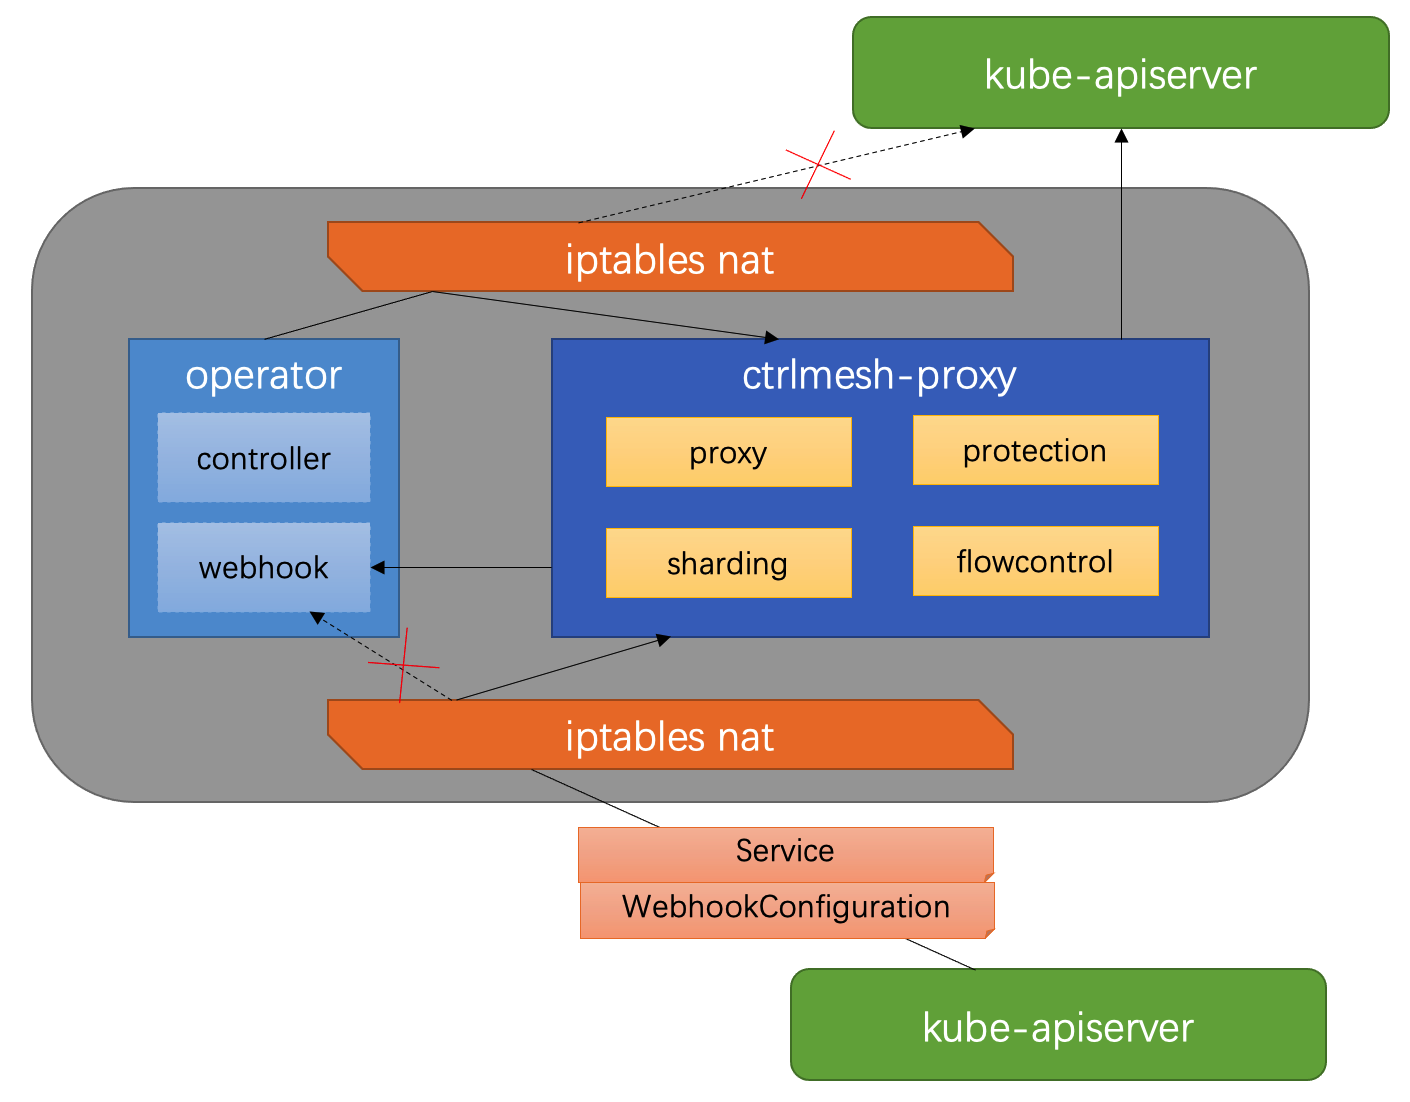 kube-apiserver
iptables nat
operator
controller
webhook
ctrlmesh-proxy
proxy
protection
sharding
flowcontrol
iptables nat
Service
WebhookConfiguration
kube-apiserver